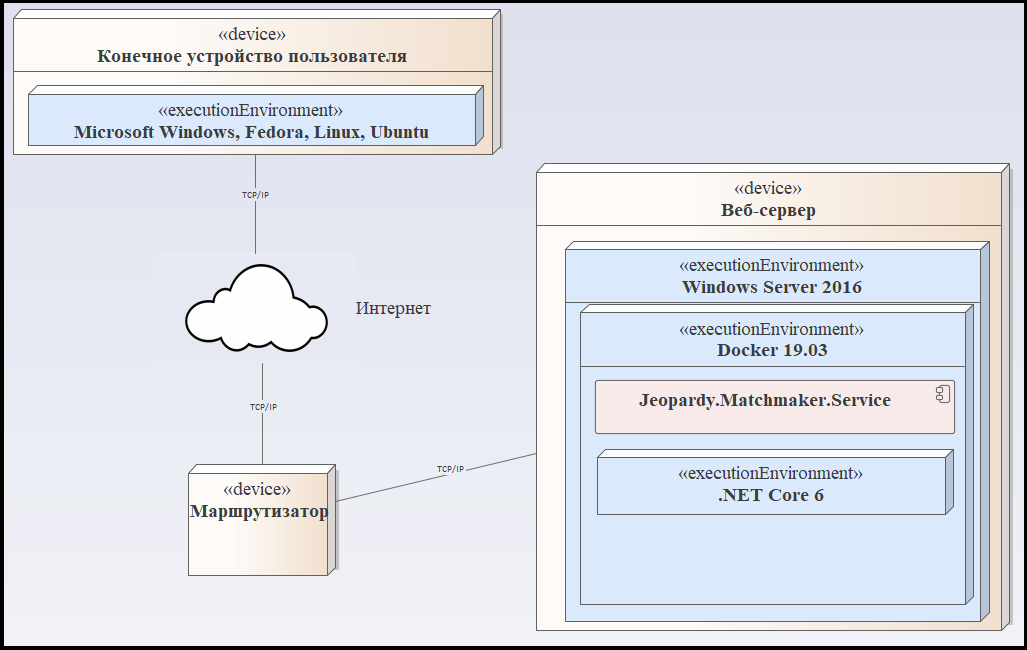 «device»
Конечное устройство пользователя
«executionEnvironment»
Microsoft Windows, Fedora, Linux, Ubuntu
TCP/IP
Интернет
TCP/IP
«device»
Маршрутизатор
TCP/IP
«device»
Веб-сервер
«executionEnvironment»
Windows Server 2016
«executionEnvironment»
Docker 19.03
Jeopardy.Matchmaker.Service
«executionEnvironment»
.NET Core 6